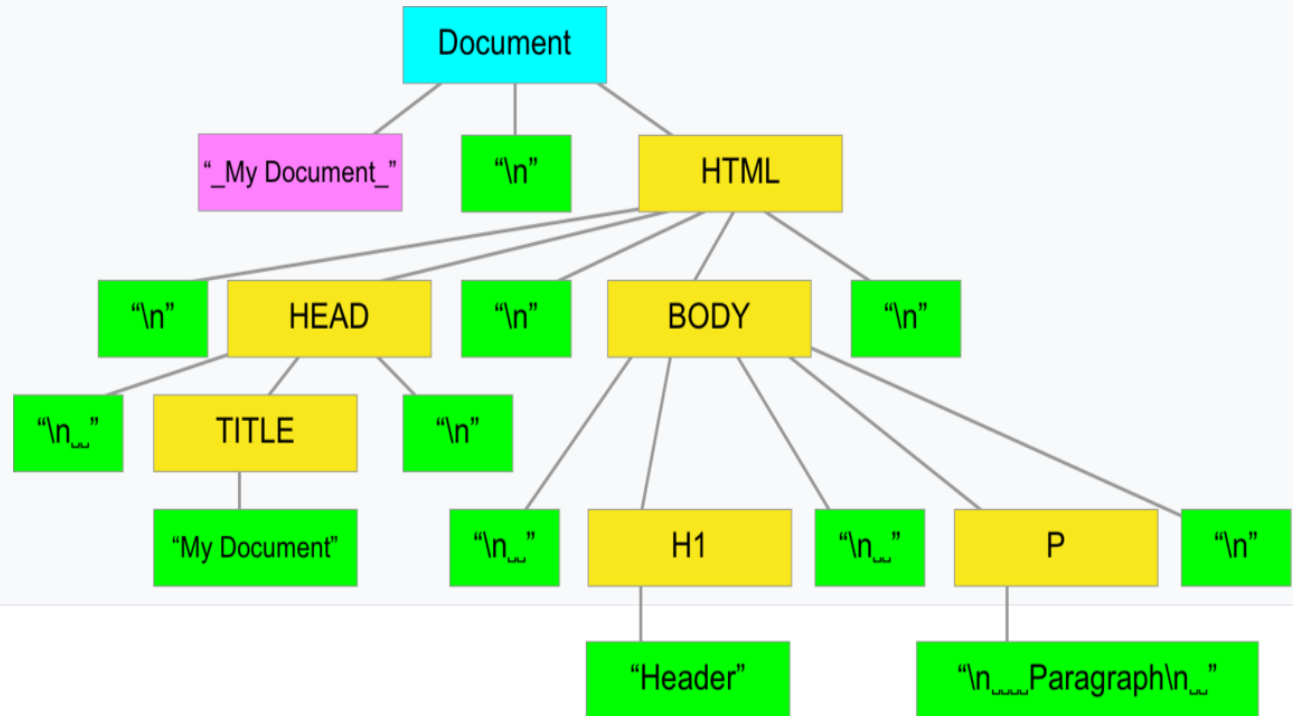 Document
“_My Document_”
“\n”
HTML
“\n”
HEAD
“\n”
BODY
“\n”
“\n␣␣”
TITLE
“\n”
“My Document”
“\n␣␣”
H1
“\n␣␣”
P
“\n”
“Header”
“\n␣␣␣␣Paragraph\n␣␣”